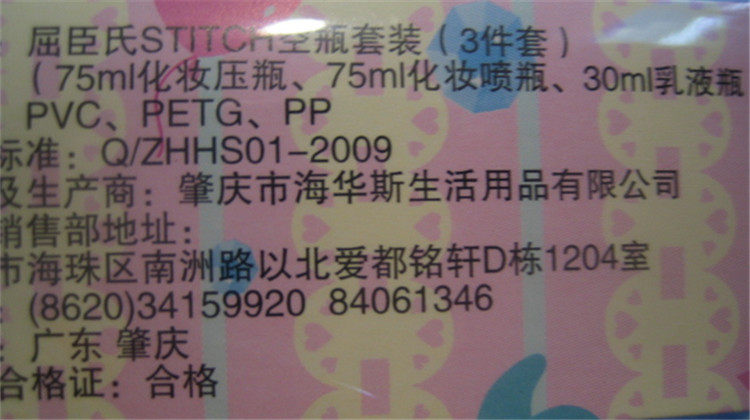 屈臣氏STITCH空瓶套装（3件套）
（75ml化妆压瓶、75ml化妆喷瓶、30ml乳液瓶
PVC、PETG、PP
标准：Q/ZHHS01-2009
及生产商：肇庆市海华斯生活用品有限公司
销售部地址：
市海珠区南洲路以北爱都铭轩D栋1204室
：(8620)34159920 84061346
：广东 肇庆
合格证：合格